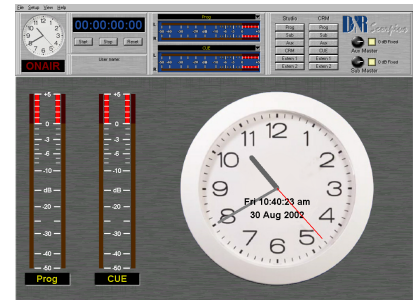 File Setup View Help
00:00:00:00
Start Stop Reset
User name:
ONAIR
Prog
CUE
Studio CRM
Prog Prog
Sub Sub
Aux Aux
CRM CUE
Extern 1 Extern 1
Extern 2 Extern 2
DNR Scorpius
0 dB Fixed
Aux Master
0 dB Fixed
Sub Master
+5 +5
0 0
-3 -3
-5 -5
-10 -10
dB dB
-20 -20
-30 -30
-40 -40
-60 -60
Prog CUE
12
11 1
10 2
9 3
8 4
7 5
6
Fri 10:40:23 am
30 Aug 2002